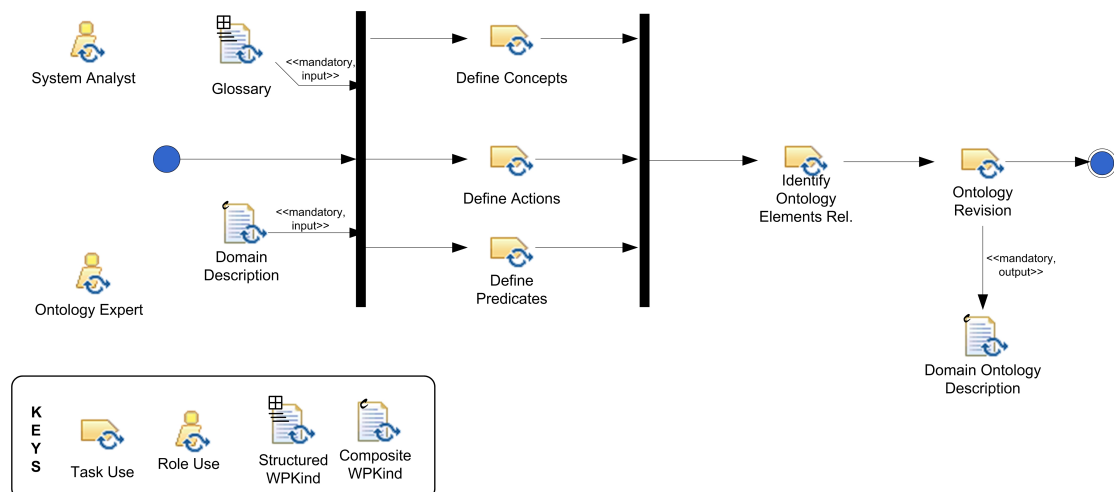 System Analyst
Glossary
<<mandatory,
input>>
Define Concepts
Define Actions
Define
Predicates
<<mandatory,
input>>
Domain
Description
Ontology Expert
Identify
Ontology
Elements Rel.
Ontology
Revision
<<mandatory,
output>>
Domain Ontology
Description
K
E
Y
S
Task Use
Role Use
Structured
WPKind
Composite
WPKind